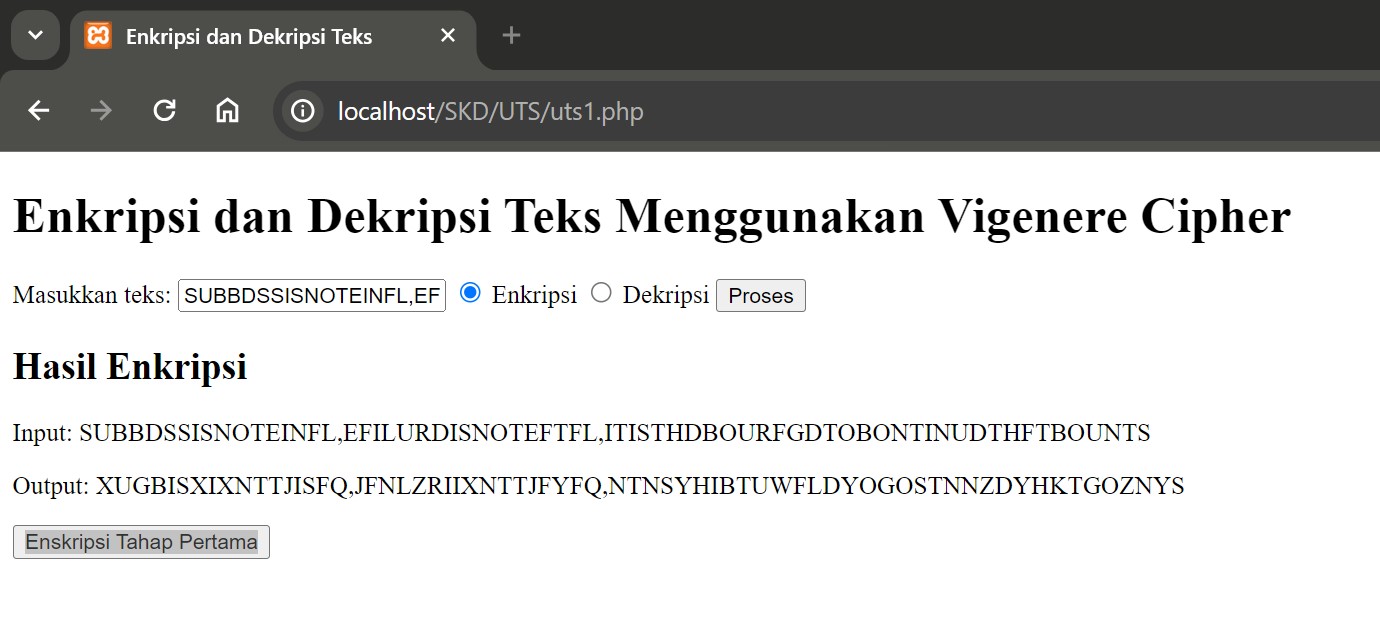 Enkripsi dan Dekripsi Teks
localhost/SKD/UTS/uts1.php
Enkripsi dan Dekripsi Teks Menggunakan Vigenere Cipher
Masukkan teks: SUBBDSSISNOTEINFL,EF Enkripsi Dekripsi Proses
Hasil Enkripsi
Input: SUBBDSSISNOTEINFL,EFILURDISNOTEFTFL,ITISTHDBOURFGDTOBONTINUDTHFTBOUNTS
Output: XUGBISXIXNTTJISFQ,JFNLZRIIXNTTJFYFQ,NTNSYHIBTUWFLDYOGOSTNNZDYHKTGOZNYS
Enskripsi Tahap Pertama